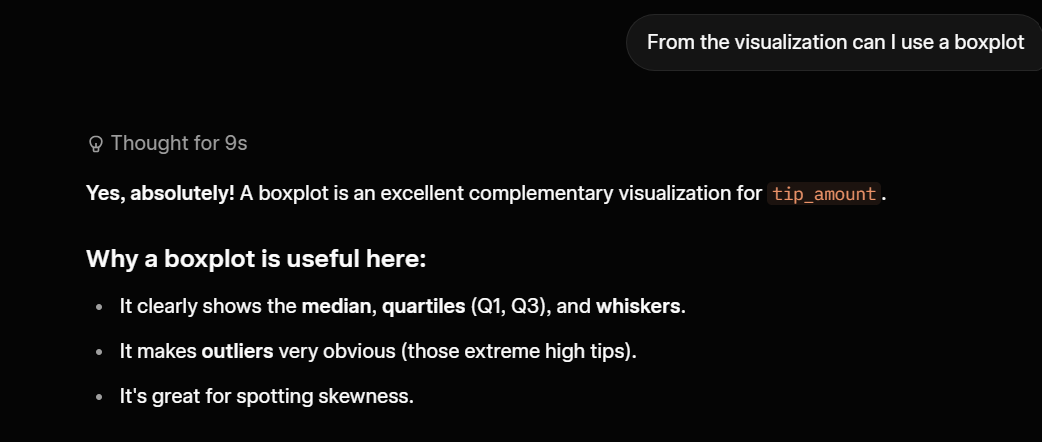 From the visualization can I use a boxplot
Thought for 9s
Yes, absolutely! A boxplot is an excellent complementary visualization for tip_amount.
Why a boxplot is useful here:
• It clearly shows the median, quartiles (Q1, Q3), and whiskers.
• It makes outliers very obvious (those extreme high tips).
• It's great for spotting skewness.